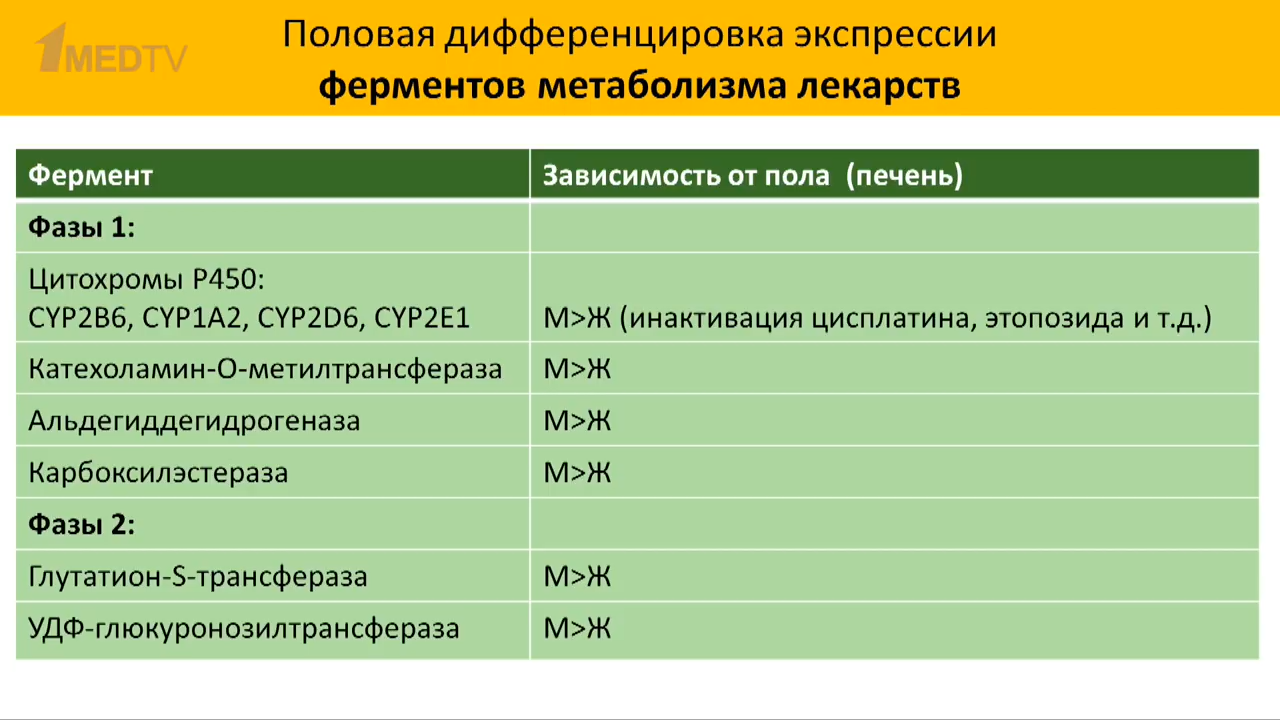 1MEDTV
Половая дифференцировка экспрессии
ферментов метаболизма лекарств
Фермент
Зависимость от пола (печень)
Фазы 1:
Цитохромы Р450:
CYP2B6, CYP1A2, CYP2D6, CYP2E1
М>Ж (инактивация цисплатина, этопозида и т.д.)
Катехоламин-О-метилтрансфераза
М>Ж
Альдегиддегидрогеназа
М>Ж
Карбоксилэстераза
М>Ж
Фазы 2:
Глутатион-S-трансфераза
М>Ж
УДФ-глюкуронозилтрансфераза
М>Ж